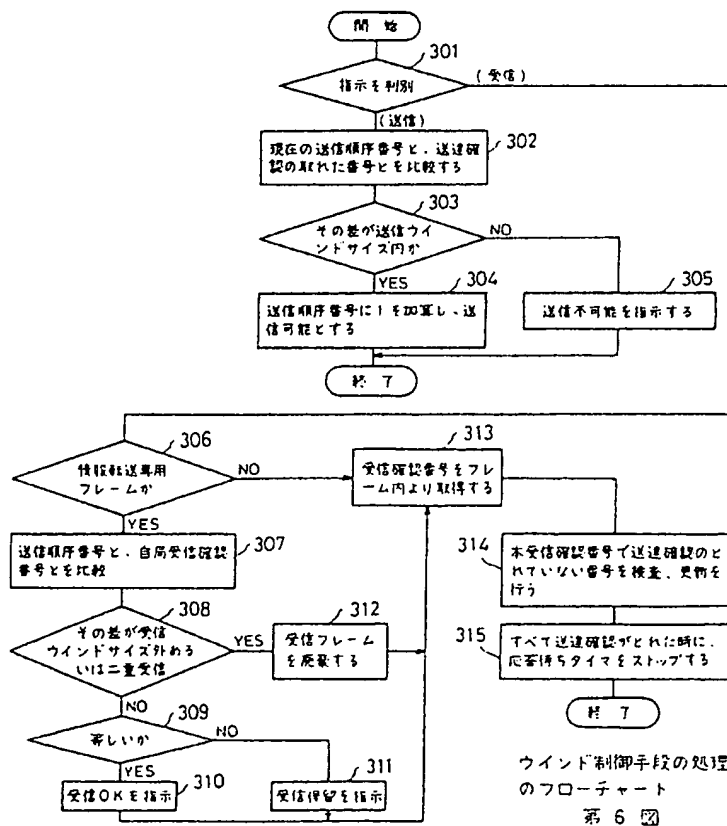 開始
301
指示を判別
(受信)
(送信)
現在の送信順序番号と、送達確
認の取れた番号とを比較する
302
303
その差が送信ウイ
ンドサイズ内か
NO
YES
304
送信順序番号に1を加算し、送
信可能とする
305
送信不可能を指示する
終了
306
情報転送専用
フレームか
NO
YES
313
受信確認番号をフレ
ーム内より取得する
送信順序番号と、自局受信確認
番号とを比較
307
314
本受信確認番号で送達確認のと
れていない番号を検査、更新を
行う
308
その差が受信
ウインドサイズ外ある
いは二重受信
YES
312
受信フレーム
を廃棄する
315
すべて送達確認がとれた時に、
応答待ちタイマをストップする
NO
終了
309
等しいか
NO
YES
310
受信OKを指示
311
受信保留を指示
ウインド制御手段の処理
のフローチャート
第6図